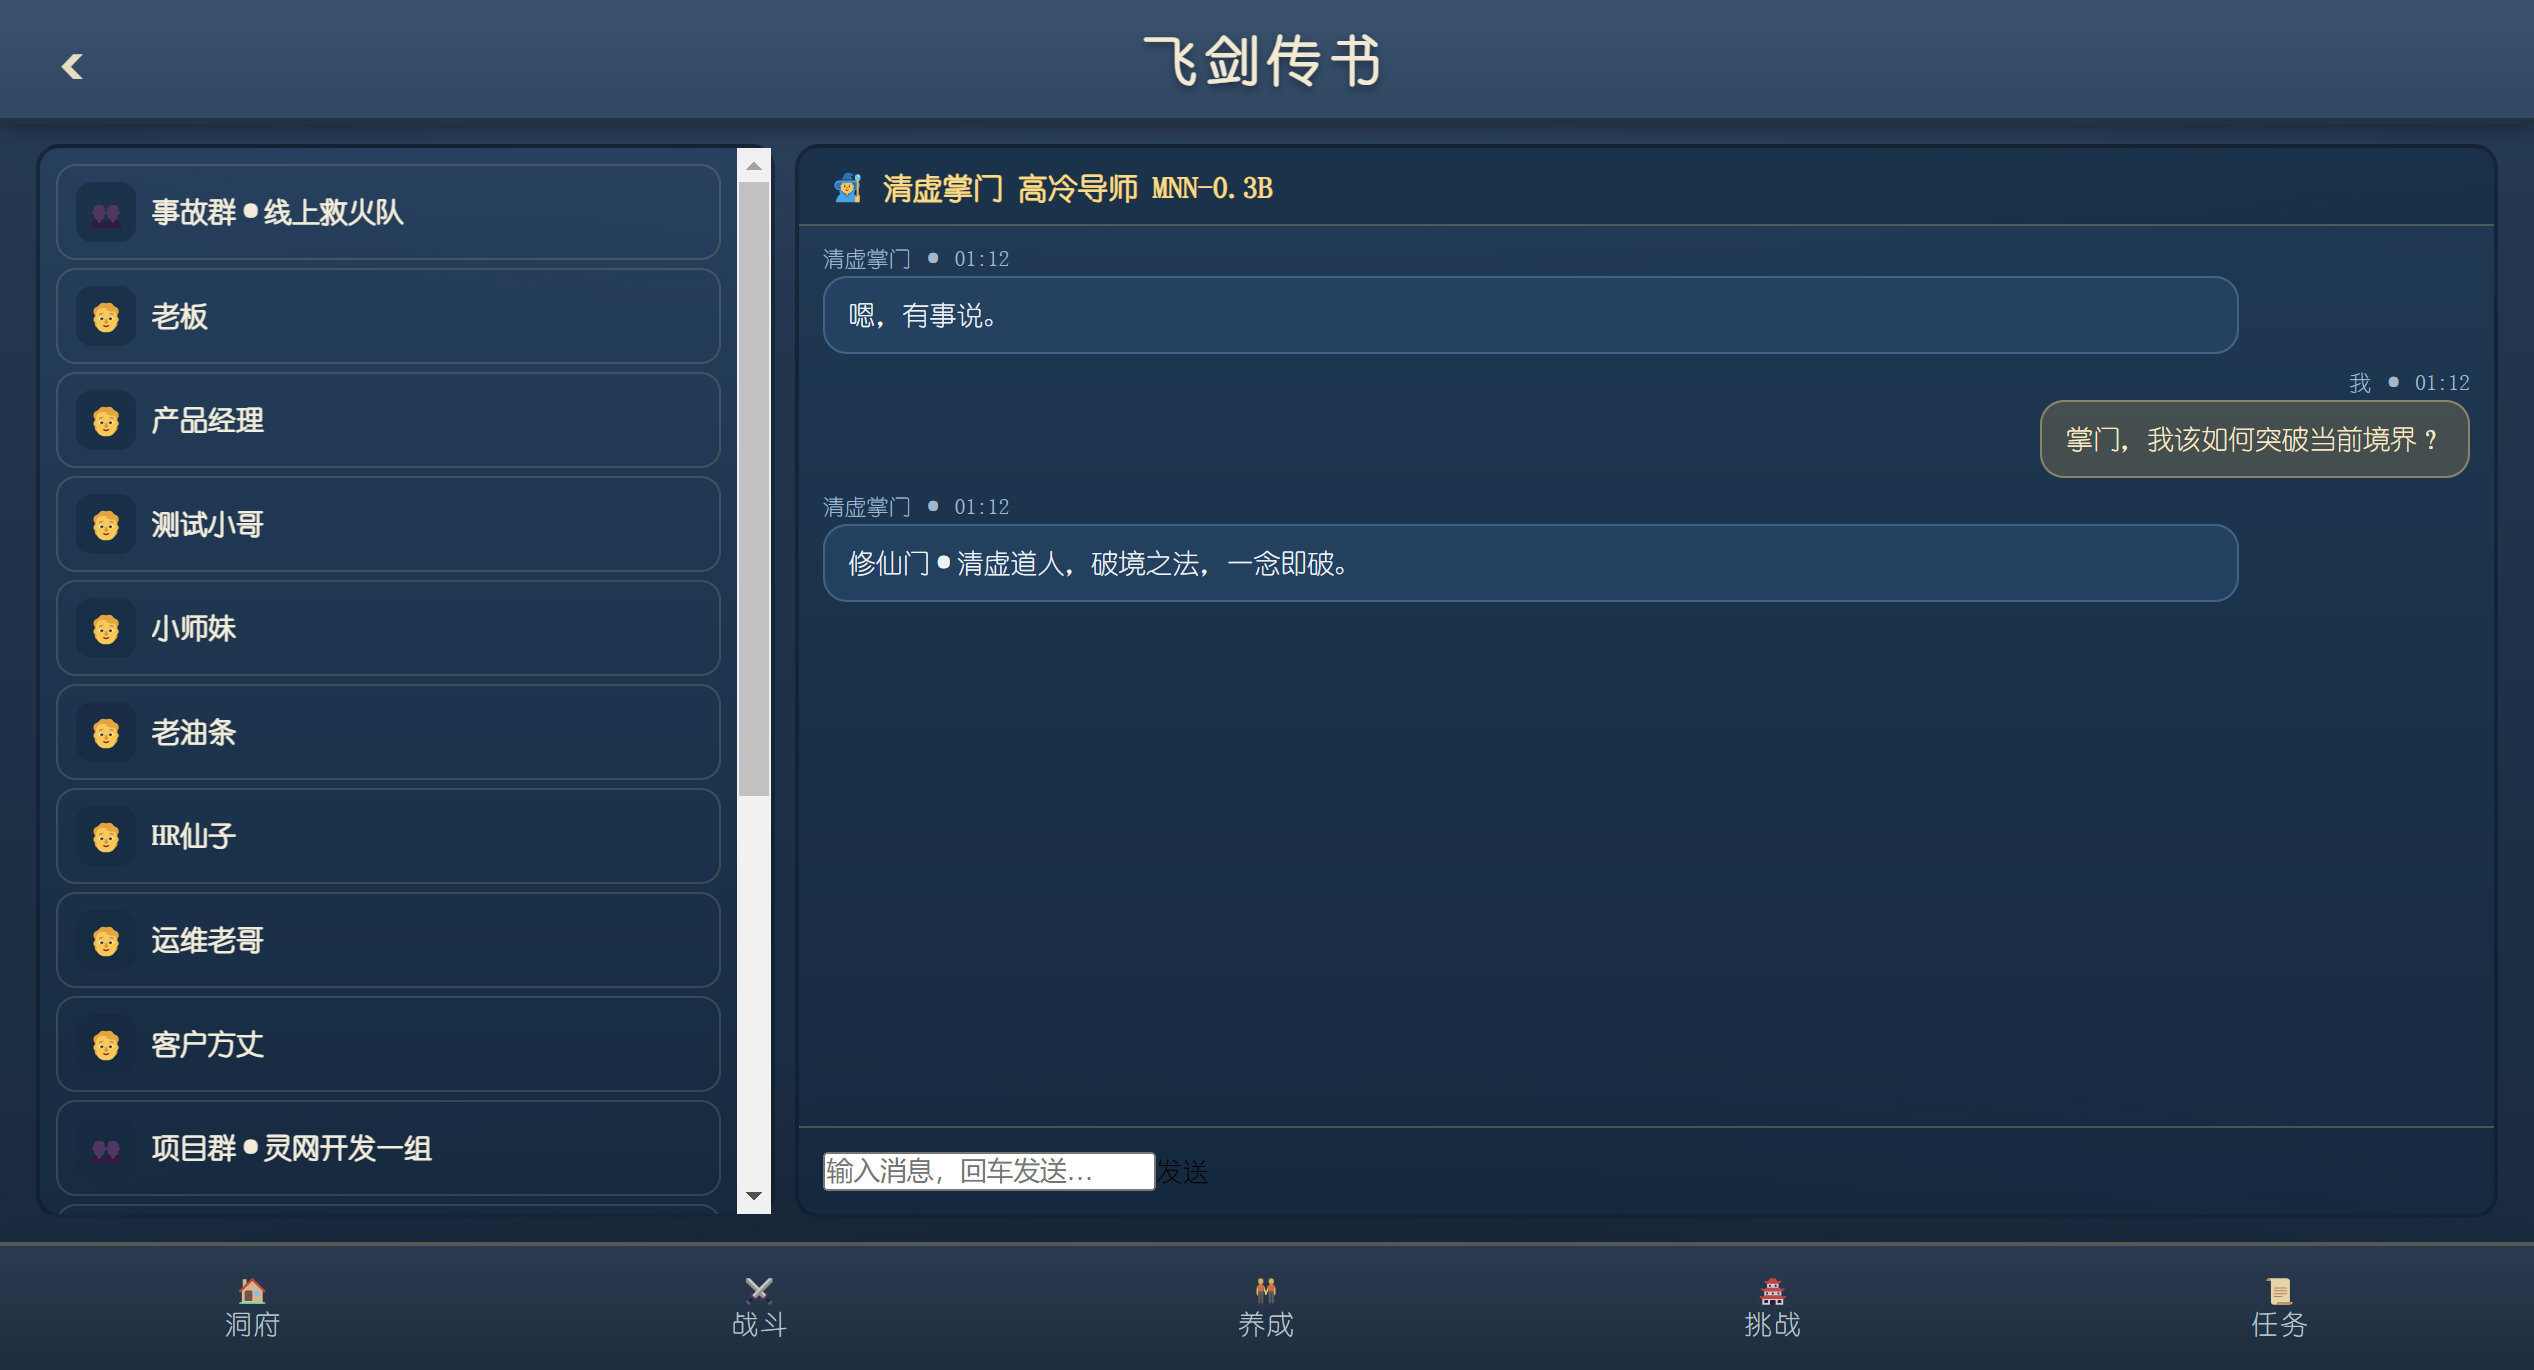 飞剑传书
事故群•线上救火队
老板
产品经理
测试小哥
小师妹
老油条
HR仙子
运维老哥
客户方丈
项目群•灵网开发一组
清虚掌门 高冷导师 MNN-0.3B
清虚掌门 • 01:12
嗯，有事说。
我 • 01:12
掌门，我该如何突破当前境界？
清虚掌门 • 01:12
修仙门•清虚道人，破境之法，一念即破。
输入消息，回车发送...
发送
洞府
战斗
养成
挑战
任务